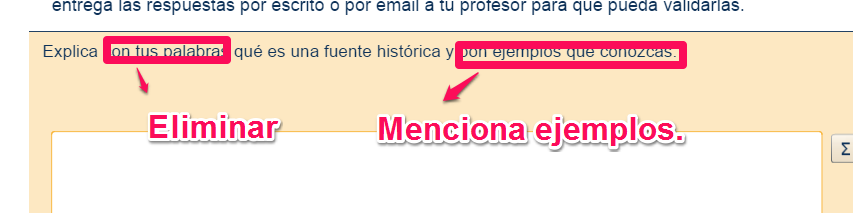 entrega las respuestas por escrito o por email a tu profesor para que pueda validarlas.
Explica con tus palabras qué es una fuente histórica y pon ejemplos que conozcas.
Eliminar
Menciona ejemplos.
Σ